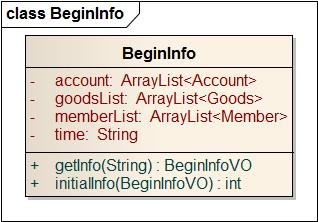 class BeginInfo
BeginInfo
- account: ArrayList<Account>
- goodsList: ArrayList<Goods>
- memberList: ArrayList<Member>
- time: String
+ getInfo(String) : BeginInfoVO
+ initialInfo(BeginInfoVO) : int